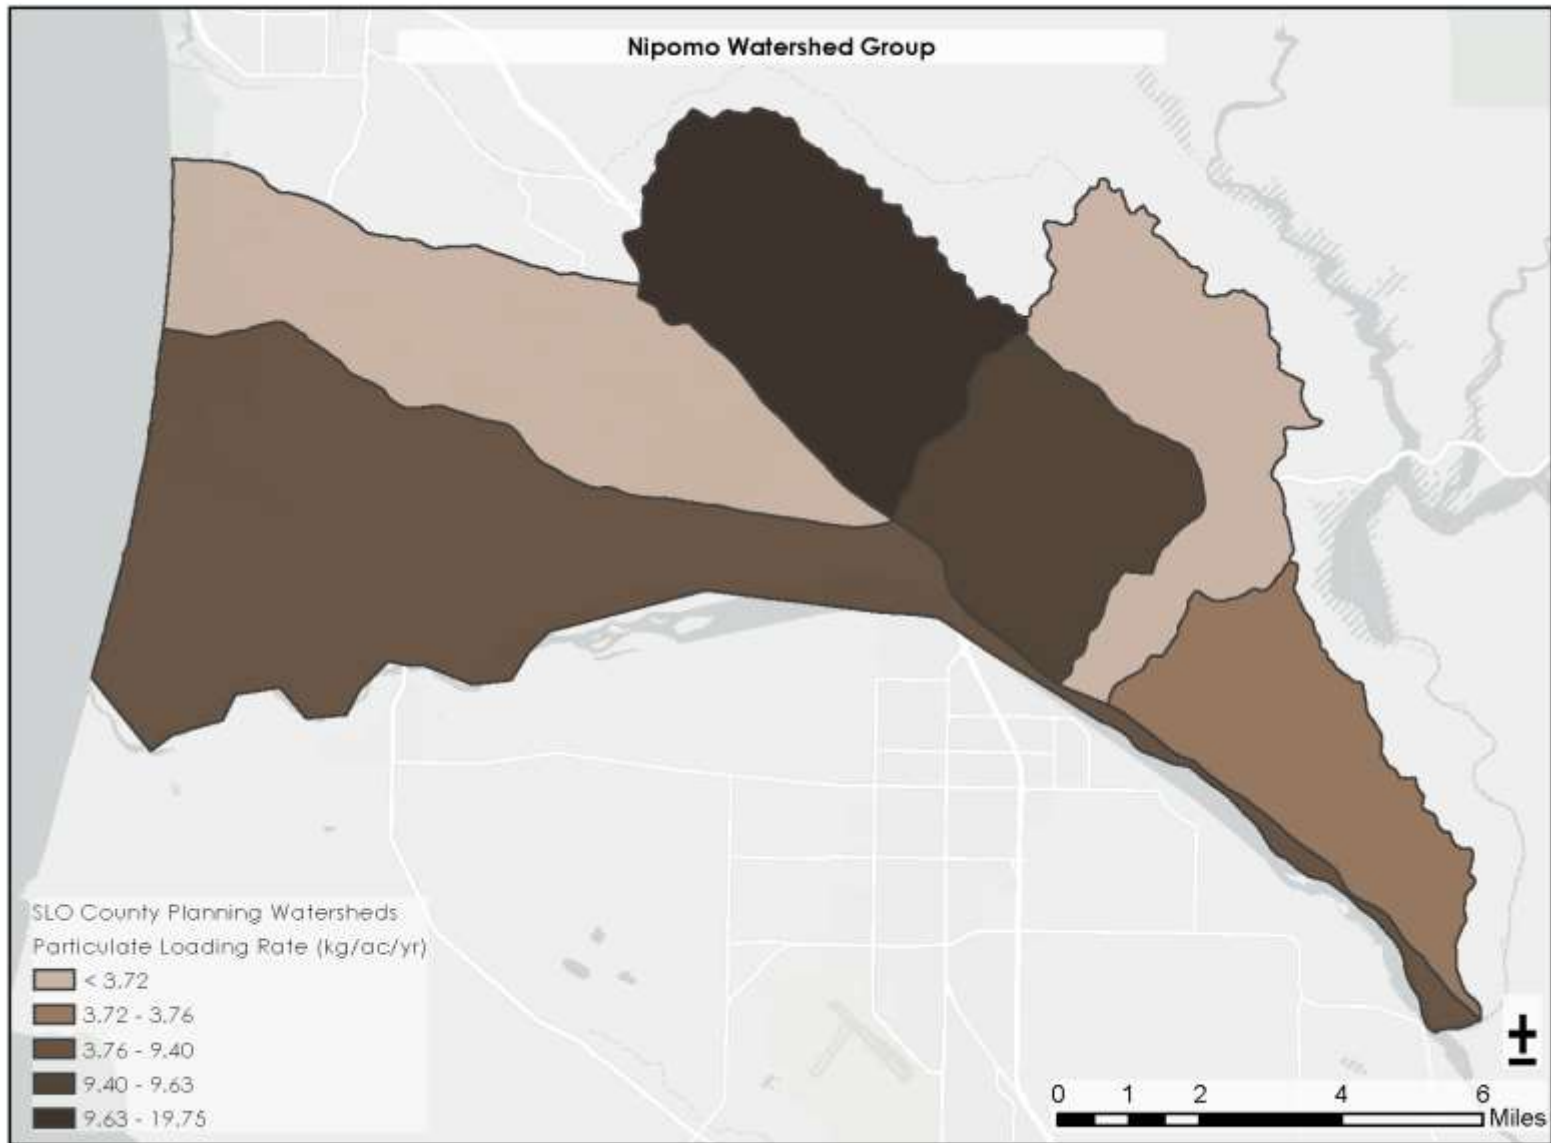 Nipomo Watershed Group
SLO County Planning Watersheds
Particulate Loading Rate (kg/ac/yr)
< 3.72
3.72 - 3.76
3.76 - 9.40
9.40 - 9.63
9.63 - 19.75
0 1 2 4 6
Miles